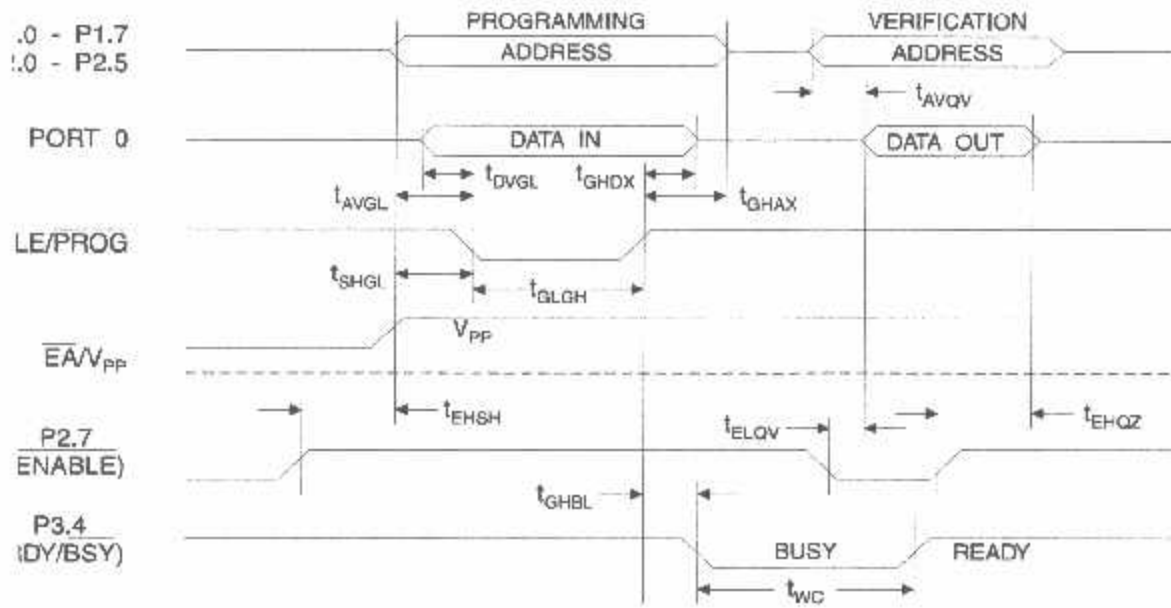 PROGRAMMING VERIFICATION
.0 - P1.7
ADDRESS ADDRESS
.0 - P2.5
tAVQV
PORT 0 DATA IN DATA OUT
tDVGL tGHDX
tAVGL tGHAX
LE/PROG
tSHGL
tGLGH
VPP
EA/VPP
tEHSH
tELQV tEHQZ
P2.7
ENABLE)
tGHBL
P3.4
DY/BSY) BUSY READY
tWC